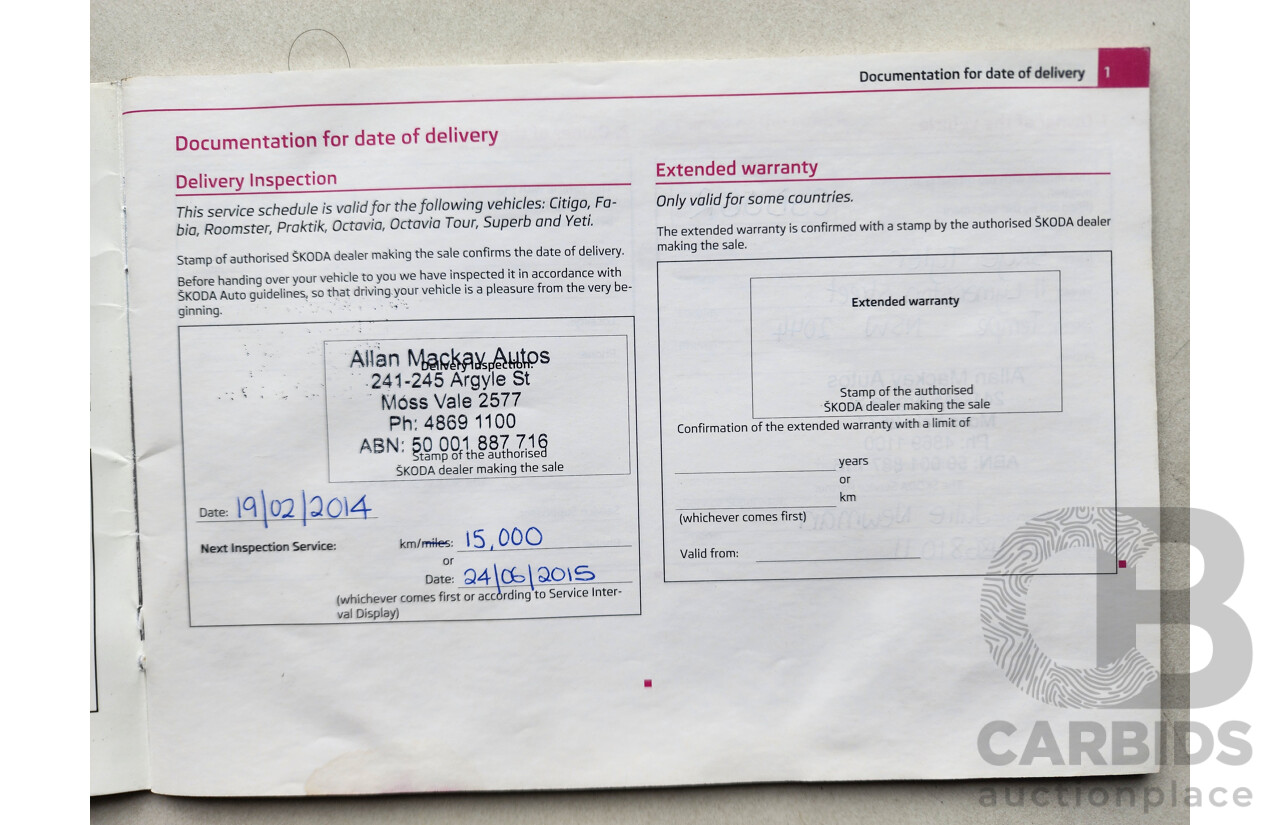 Documentation for date of delivery 1
Documentation for date of delivery
Delivery Inspection
This service schedule is valid for the following vehicles: Citigo, Fa-
bia, Roomster, Praktik, Octavia, Octavia Tour, Superb and Yeti.
Stamp of authorised ŠKODA dealer making the sale confirms the date of delivery.
Before handing over your vehicle to you we have inspected it in accordance with
ŠKODA Auto guidelines, so that driving your vehicle is a pleasure from the very be-
ginning.
Allan Mackay Autos
Delivery Inspection:
241-245 Argyle St
Moss Vale 2577
Ph: 4869 1100
ABN: 50 001 887 716
Stamp of the authorised
ŠKODA dealer making the sale
Date: 19/02/2014
Next Inspection Service: km/miles: 15,000
or
Date: 24/06/2015
(whichever comes first or according to Service Inter-
val Display)
Extended warranty
Only valid for some countries.
The extended warranty is confirmed with a stamp by the authorised ŠKODA dealer
making the sale.
Extended warranty
Stamp of the authorised
ŠKODA dealer making the sale
Confirmation of the extended warranty with a limit of
years
or
km
(whichever comes first)
Valid from:
CB
CARBIDS
auctionplace